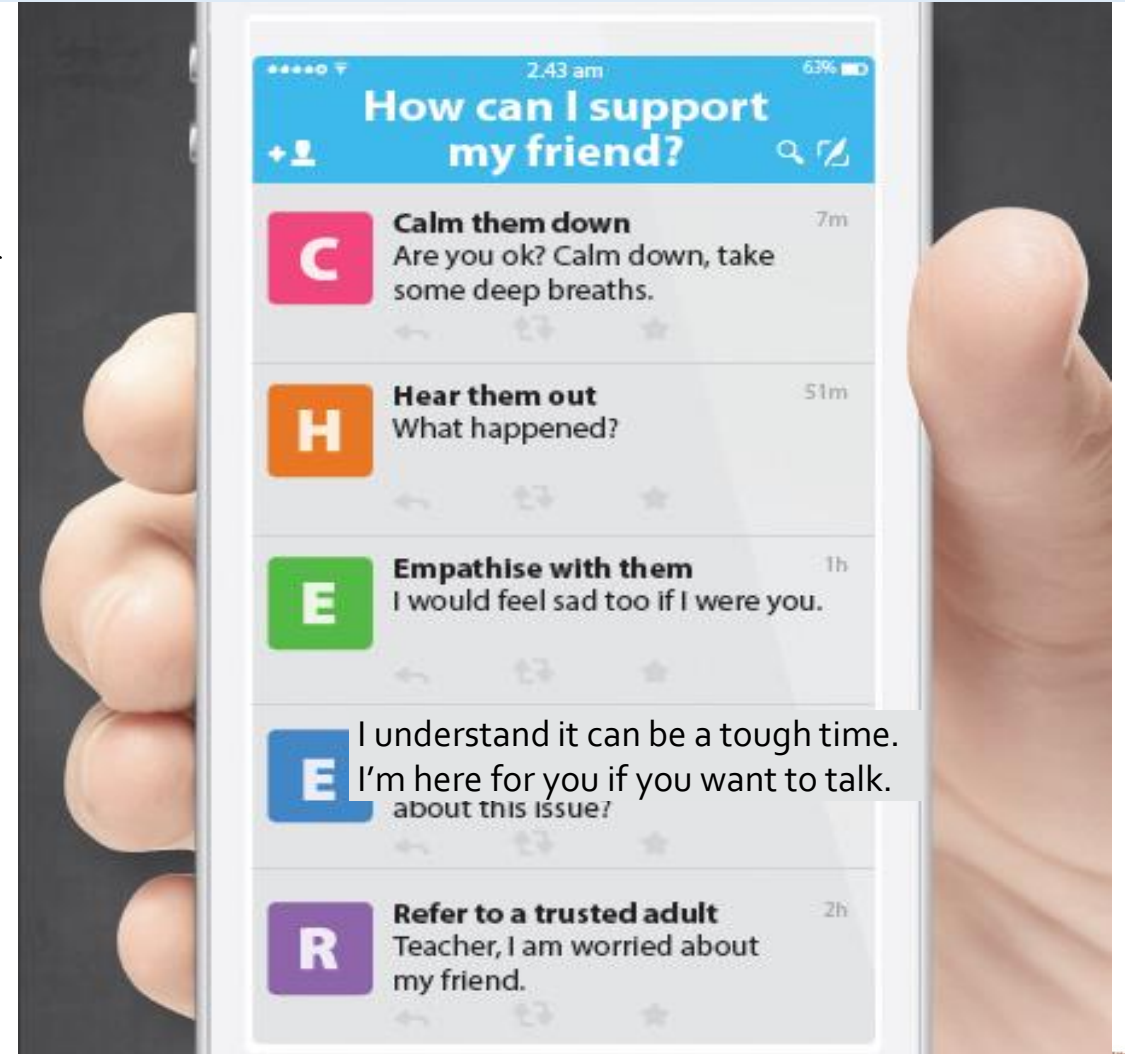 2.43 am 63%
How can I support
my friend?
C
Calm them down 7m
Are you ok? Calm down, take
some deep breaths.
H
Hear them out 51m
What happened?
E
Empathise with them 1h
I would feel sad too if I were you.
E
I understand it can be a tough time.
I'm here for you if you want to talk.
about this issue?
R
Refer to a trusted adult 2h
Teacher, I am worried about
my friend.